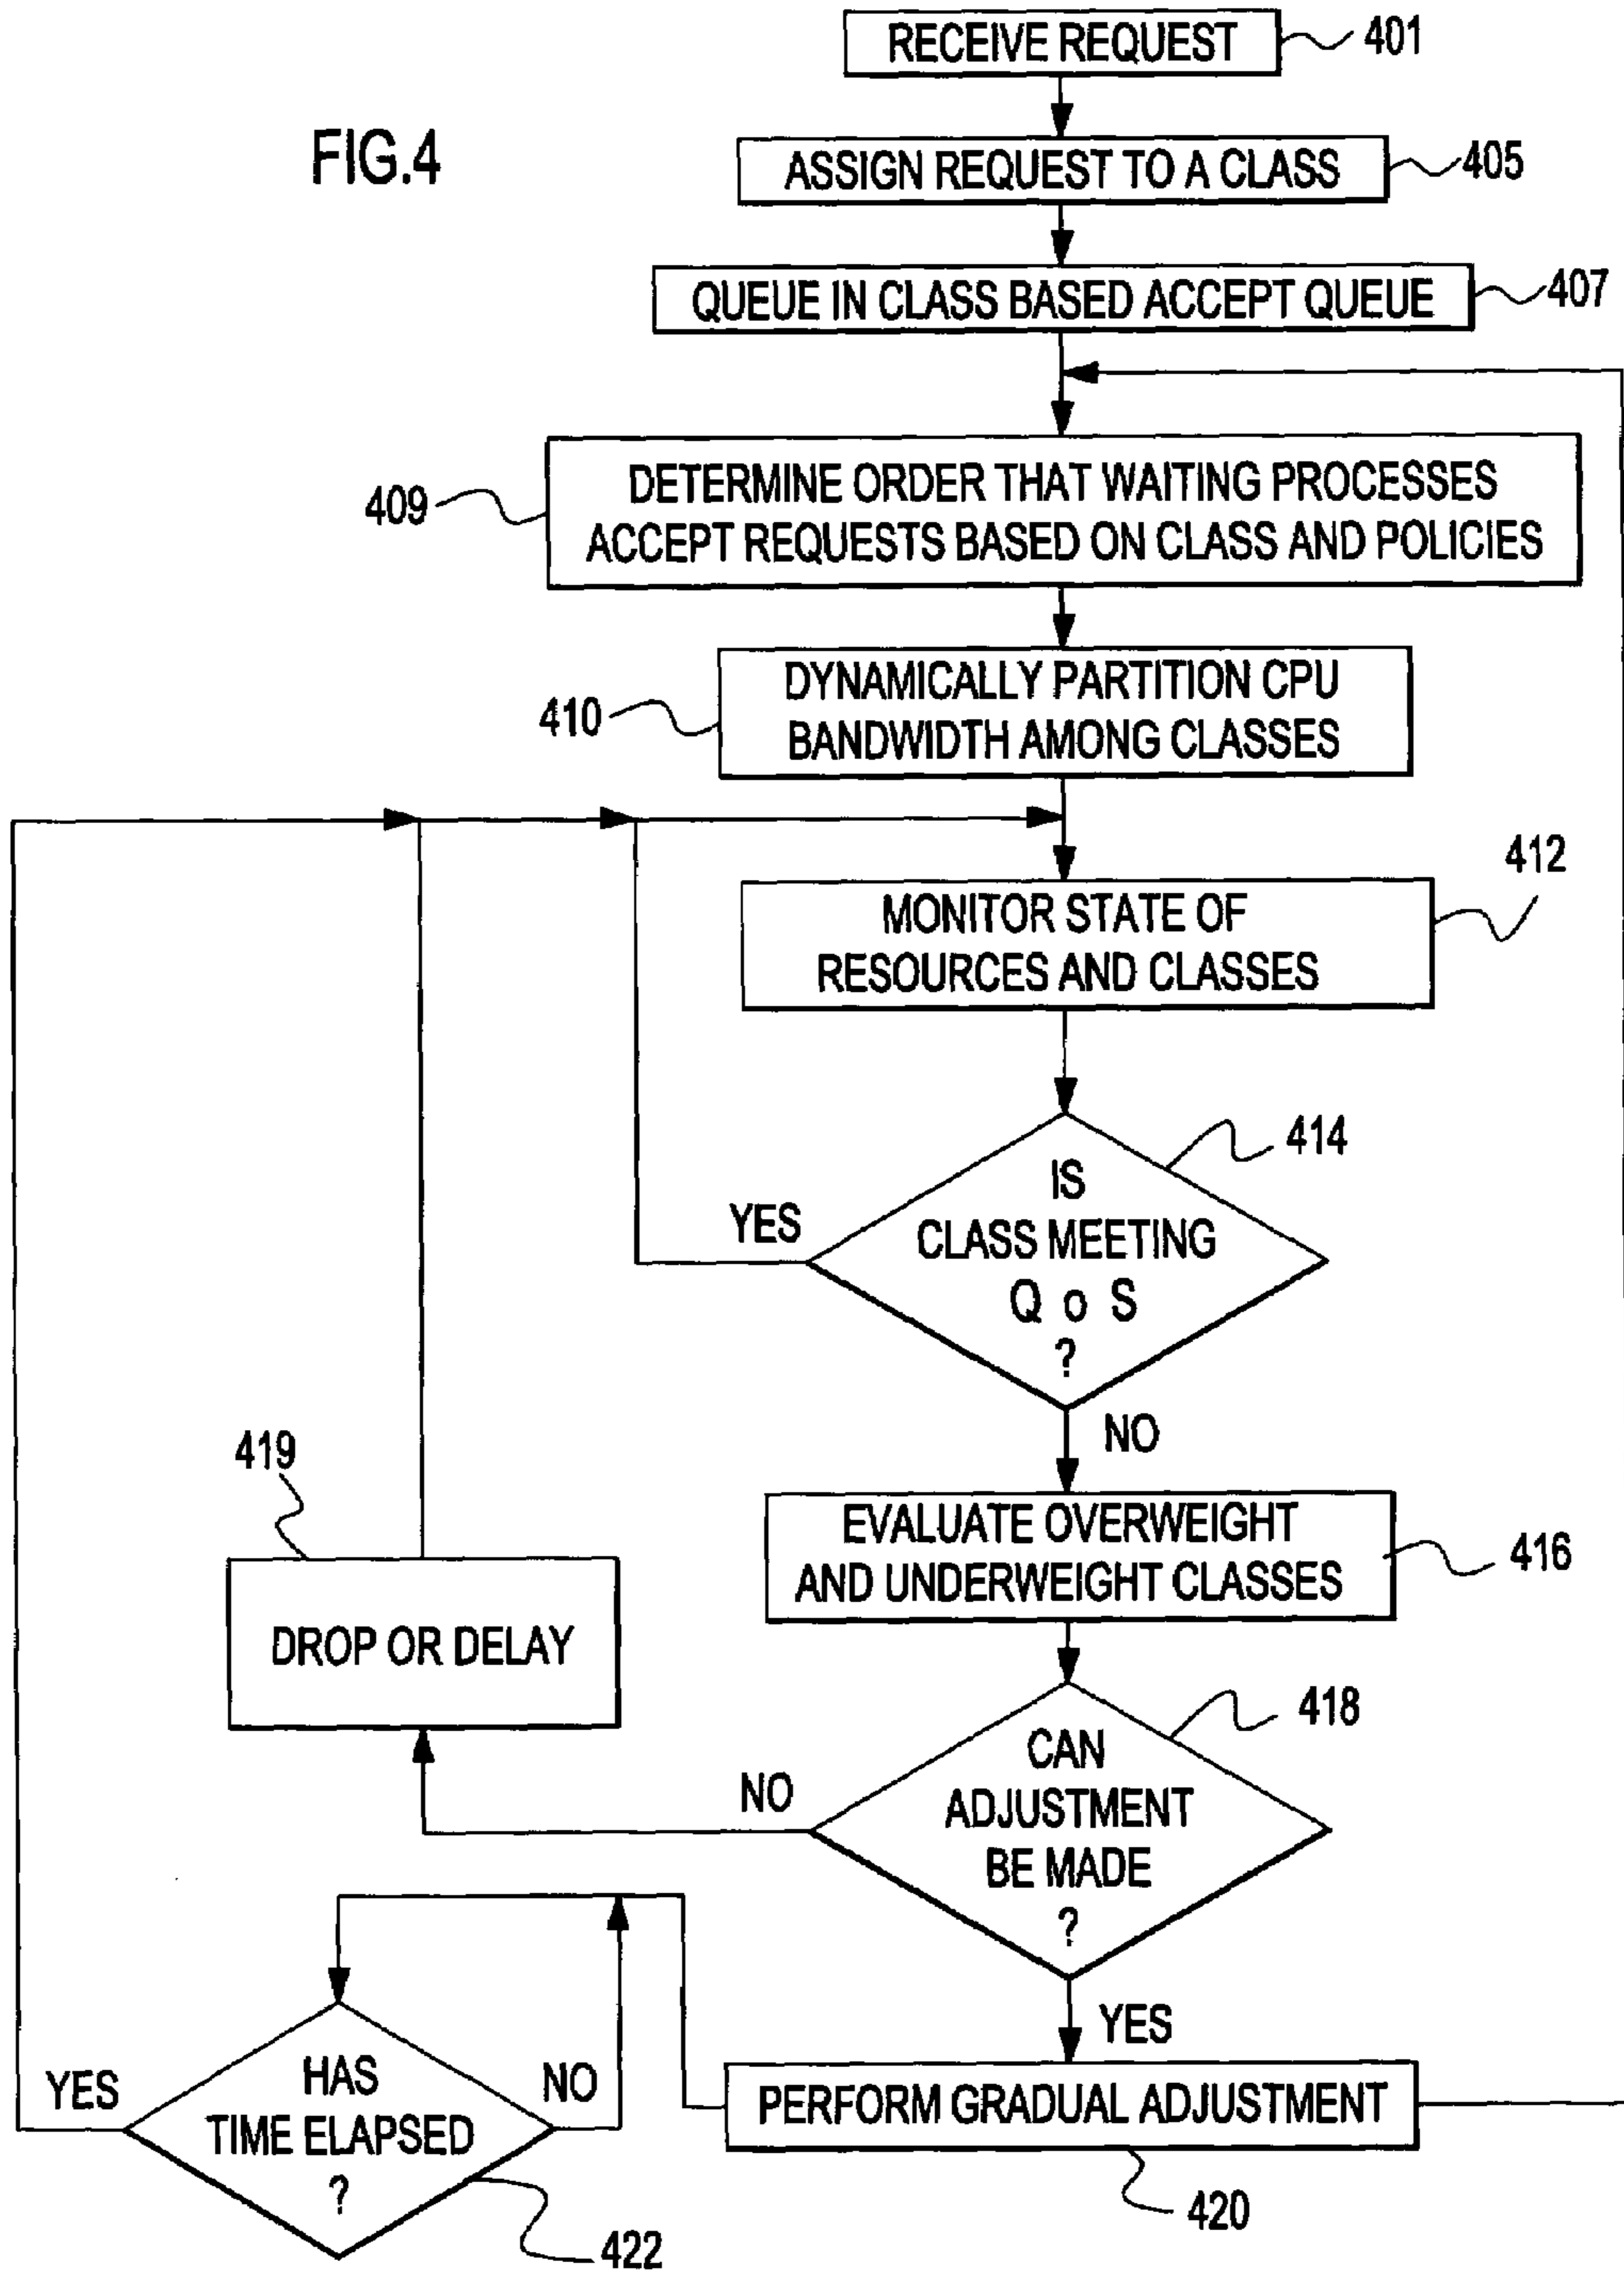 RECEIVE REQUEST
401
FIG.4
ASSIGN REQUEST TO A CLASS
405
QUEUE IN CLASS BASED ACCEPT QUEUE
407
409
DETERMINE ORDER THAT WAITING PROCESSES
ACCEPT REQUESTS BASED ON CLASS AND POLICIES
410
DYNAMICALLY PARTITION CPU
BANDWIDTH AMONG CLASSES
412
MONITOR STATE OF
RESOURCES AND CLASSES
414
IS
CLASS MEETING
Q o S
?
YES
NO
419
EVALUATE OVERWEIGHT
AND UNDERWEIGHT CLASSES
416
DROP OR DELAY
418
CAN
ADJUSTMENT
BE MADE
?
NO
YES
HAS
TIME ELAPSED
?
YES
NO
PERFORM GRADUAL ADJUSTMENT
420
422